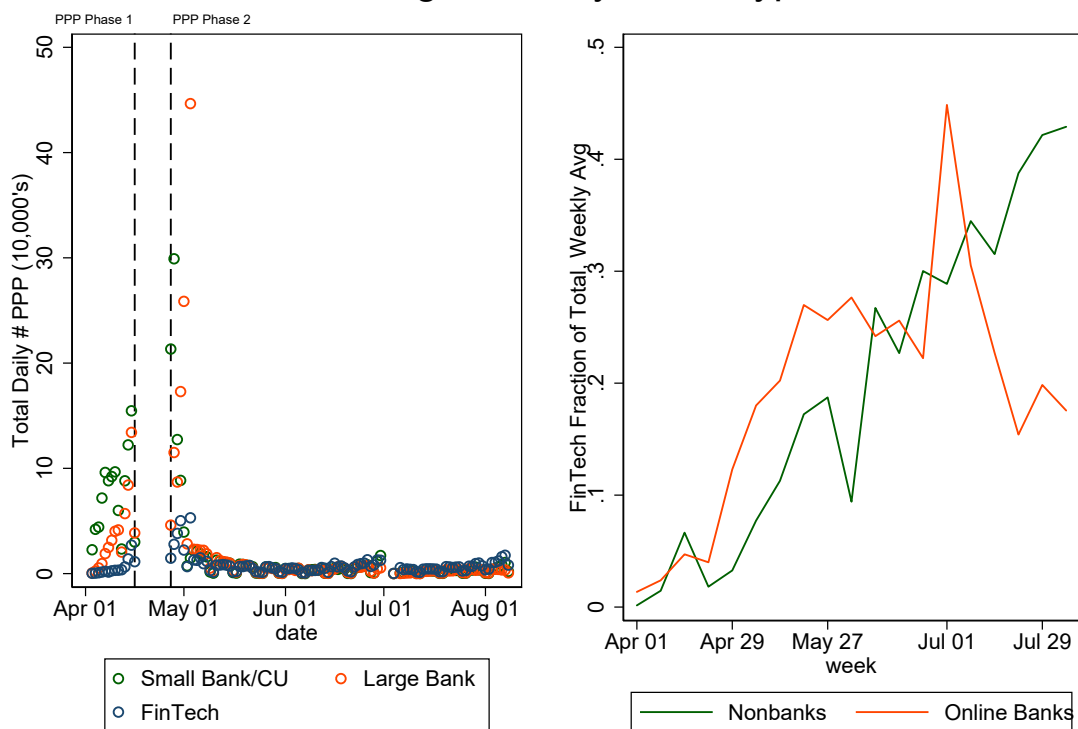 PPP Phase 1
PPP Phase 2
50
40
30
20
10
0
Total Daily # PPP (10,000's)
Apr 01
May 01
Jun 01
Jul 01
Aug 01
date
Small Bank/CU
Large Bank
FinTech
.5
.4
.3
.2
.1
0
FinTech Fraction of Total, Weekly Avg
Apr 01
Apr 29
May 27
Jul 01
Jul 29
week
Nonbanks
Online Banks